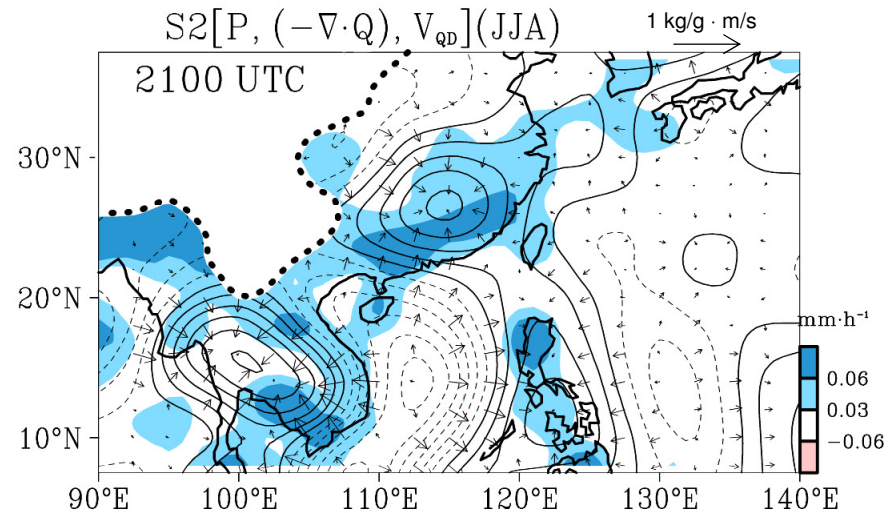 S2[P, (−∇·Q), V_QD](JJA)
1 kg/g · m/s
2100 UTC
30°N
20°N
10°N
mm·h⁻¹
0.06
0.03
−0.06
90°E 100°E 110°E 120°E 130°E 140°E